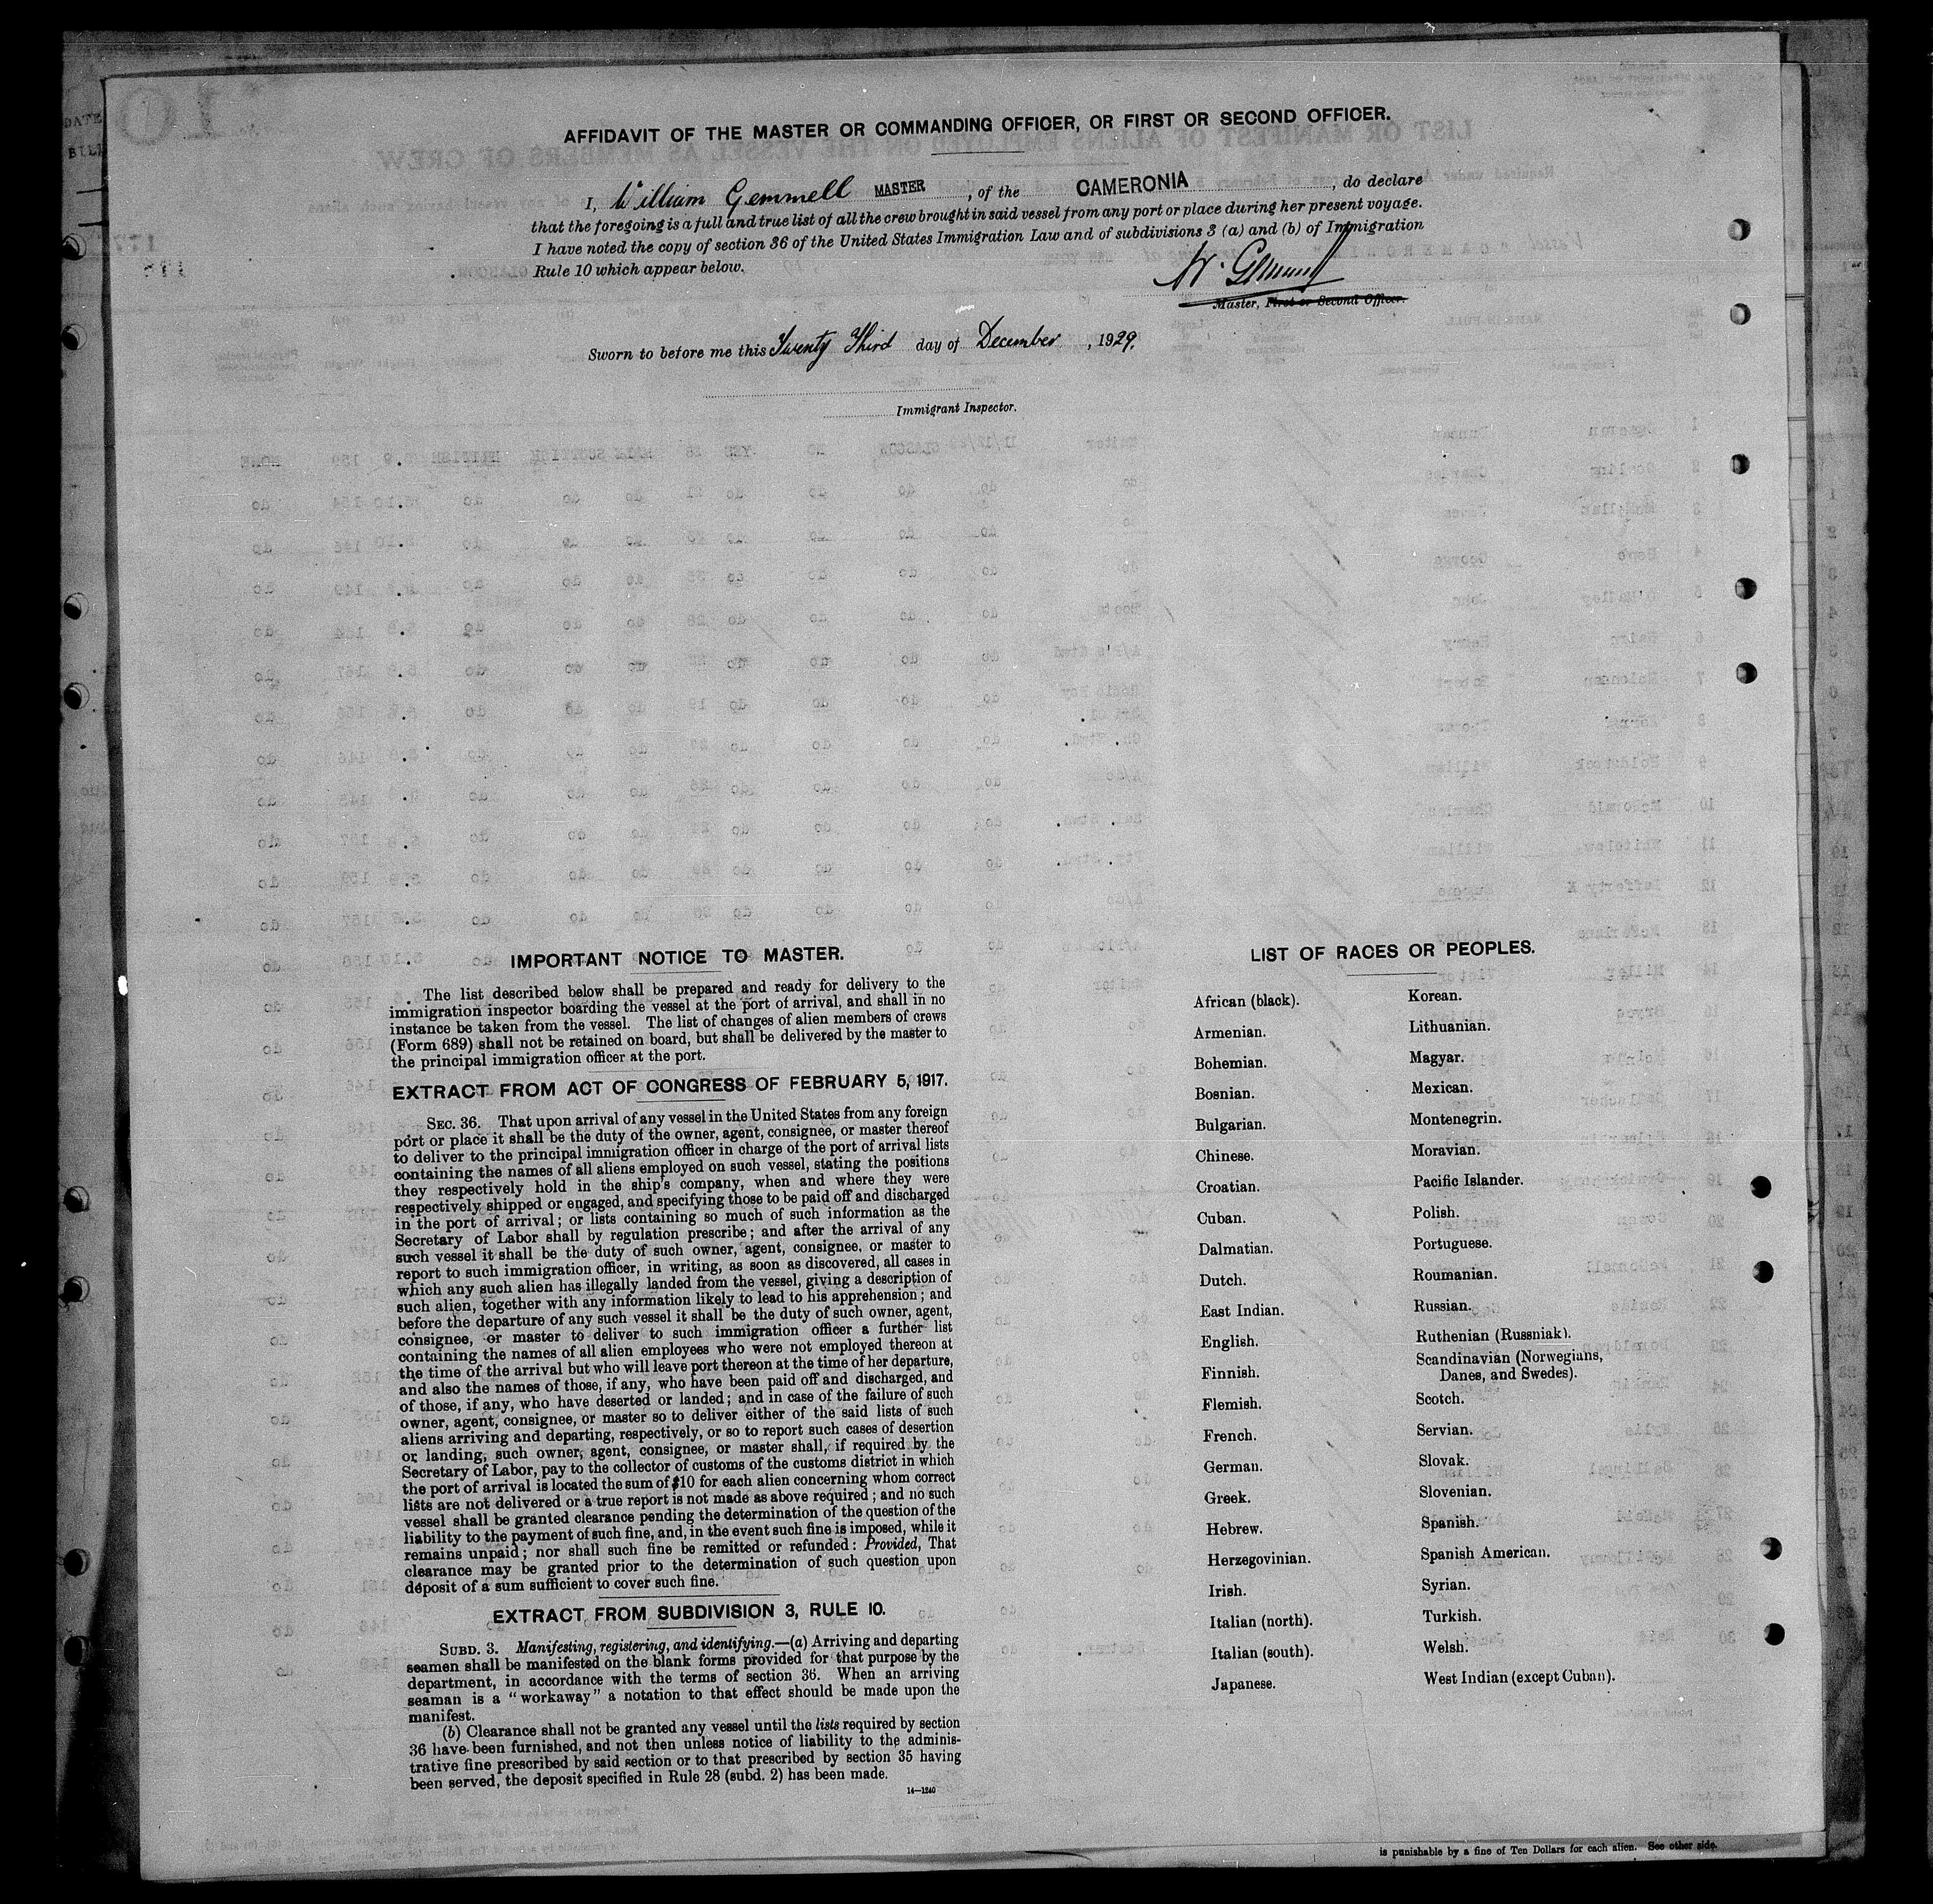 AFFIDAVIT OF THE MASTER OR COMMANDING OFFICER, OR FIRST OR SECOND OFFICER.
I, William Gemmell MASTER, of the CAMERONIA, do declare
that the foregoing is a full and true list of all the crew brought in said vessel from any port or place during her present voyage.
I have noted the copy of section 36 of the United States Immigration Law and of subdivisions 3 (a) and (b) of Immigration
Rule 10 which appear below.
W. Gemmell
Master, First or Second Officer.
Sworn to before me this Twenty Third day of December, 1929.
Immigrant Inspector.
IMPORTANT NOTICE TO MASTER.
The list described below shall be prepared and ready for delivery to the
immigration inspector boarding the vessel at the port of arrival, and shall in no
instance be taken from the vessel. The list of changes of alien members of crews
(Form 689) shall not be retained on board, but shall be delivered by the master to
the principal immigration officer at the port.
EXTRACT FROM ACT OF CONGRESS OF FEBRUARY 5, 1917.
SEC. 36. That upon arrival of any vessel in the United States from any foreign
port or place it shall be the duty of the owner, agent, consignee, or master thereof
to deliver to the principal immigration officer in charge of the port of arrival lists
containing the names of all aliens employed on such vessel, stating the positions
they respectively hold in the ship's company, when and where they were
respectively shipped or engaged, and specifying those to be paid off and discharged
in the port of arrival; or lists containing so much of such information as the
Secretary of Labor shall by regulation prescribe; and after the arrival of any
such vessel it shall be the duty of such owner, agent, consignee, or master to
report to such immigration officer, in writing, as soon as discovered, all cases in
which any such alien has illegally landed from the vessel, giving a description of
such alien, together with any information likely to lead to his apprehension; and
before the departure of any such vessel it shall be the duty of such owner, agent,
consignee, or master to deliver to such immigration officer a further list
containing the names of all alien employees who were not employed thereon at
the time of the arrival but who will leave port thereon at the time of her departure,
and also the names of those, if any, who have been paid off and discharged, and
of those, if any, who have deserted or landed; and in case of the failure of such
owner, agent, consignee, or master so to deliver either of the said lists of such
aliens arriving and departing, respectively, or so to report such cases of desertion
or landing, such owner, agent, consignee, or master shall, if required by the
Secretary of Labor, pay to the collector of customs of the customs district in which
the port of arrival is located the sum of $10 for each alien concerning whom correct
lists are not delivered or a true report is not made as above required; and no such
vessel shall be granted clearance pending the determination of the question of the
liability to the payment of such fine, and, in the event such fine is imposed, while it
remains unpaid; nor shall such fine be remitted or refunded: Provided, That
clearance may be granted prior to the determination of such question upon
deposit of a sum sufficient to cover such fine.
EXTRACT FROM SUBDIVISION 3, RULE 10.
SUBD. 3. Manifesting, registering, and identifying.—(a) Arriving and departing
seamen shall be manifested on the blank forms provided for that purpose by the
department, in accordance with the terms of section 36. When an arriving
seaman is a "workaway" a notation to that effect should be made upon the
manifest.
(b) Clearance shall not be granted any vessel until the lists required by section
36 have been furnished, and not then unless notice of liability to the adminis-
trative fine prescribed by said section or to that prescribed by section 35 having
been served, the deposit specified in Rule 28 (subd. 2) has been made.
14—1240
LIST OF RACES OR PEOPLES.
African (black).
Armenian.
Bohemian.
Bosnian.
Bulgarian.
Chinese.
Croatian.
Cuban.
Dalmatian.
Dutch.
East Indian.
English.
Finnish.
Flemish.
French.
German.
Greek.
Hebrew.
Herzegovinian.
Irish.
Italian (north).
Italian (south).
Japanese.
Korean.
Lithuanian.
Magyar.
Mexican.
Montenegrin.
Moravian.
Pacific Islander.
Polish.
Portuguese.
Roumanian.
Russian.
Ruthenian (Russniak).
Scandinavian (Norwegians,
Danes, and Swedes).
Scotch.
Servian.
Slovak.
Slovenian.
Spanish.
Spanish American.
Syrian.
Turkish.
Welsh.
West Indian (except Cuban).
is punishable by a fine of Ten Dollars for each alien. See other side.